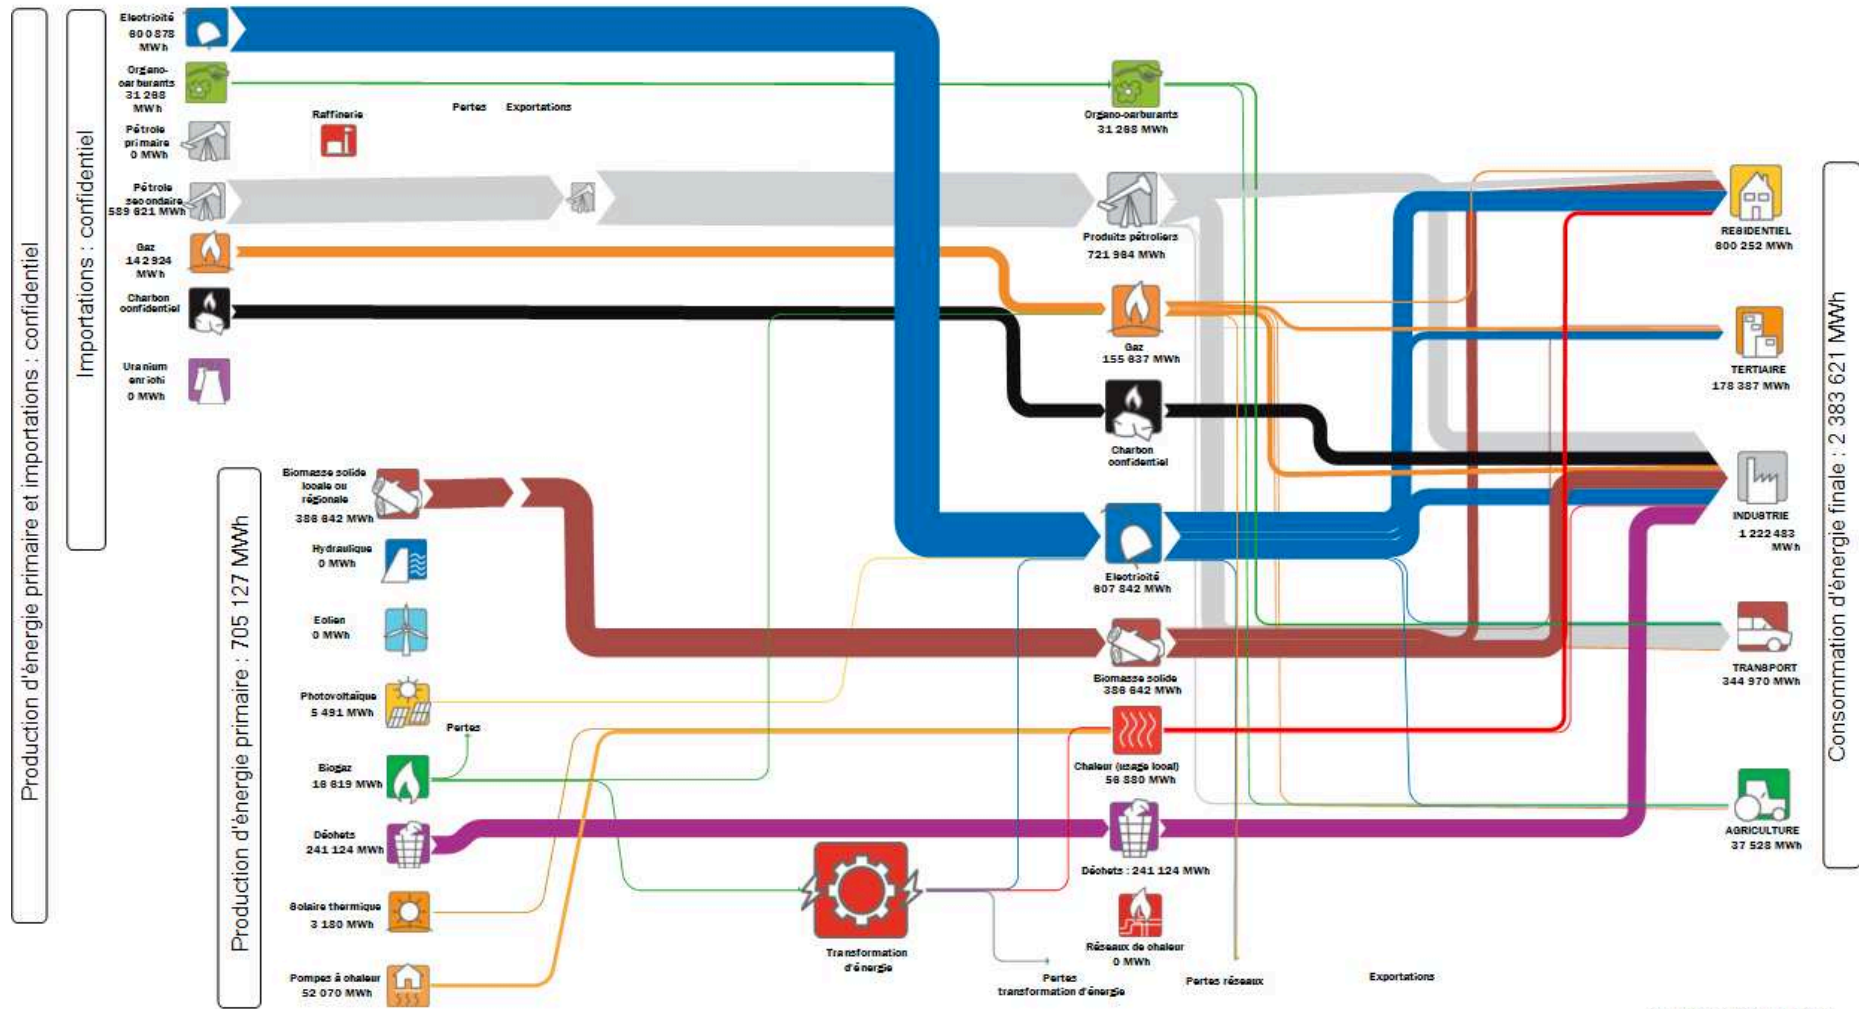 Production d'énergie primaire et importations : confidentiel
Importations : confidentiel
Electricité
600 878
MWh
Organo-
carburants
31 268
MWh
Pétrole
primaire
0 MWh
Pétrole
secondaire
589 621 MWh
Gaz
142 924
MWh
Charbon
confidentiel
Uranium
enrichi
0 MWh
Raffinerie
Pertes
Exportations
Production d'énergie primaire : 705 127 MWh
Biomasse solide
locale ou
régionale
386 642 MWh
Hydraulique
0 MWh
Eolien
0 MWh
Photovoltaïque
5 491 MWh
Pertes
Biogaz
16 619 MWh
Déchets
241 124 MWh
Solaire thermique
3 180 MWh
Pompes à chaleur
52 070 MWh
Transformation
d'énergie
Organo-carburants
31 268 MWh
Produits pétroliers
721 984 MWh
Gaz
155 637 MWh
Charbon
confidentiel
Electricité
607 842 MWh
Biomasse solide
386 642 MWh
Chaleur (usage local)
56 880 MWh
Déchets : 241 124 MWh
Réseaux de chaleur
0 MWh
Pertes
transformation d'énergie
Pertes réseaux
Exportations
RESIDENTIEL
600 252 MWh
TERTIAIRE
178 387 MWh
INDUSTRIE
1 222 483
MWh
TRANSPORT
344 970 MWh
AGRICULTURE
37 528 MWh
Consommation d'énergie finale : 2 383 621 MWh